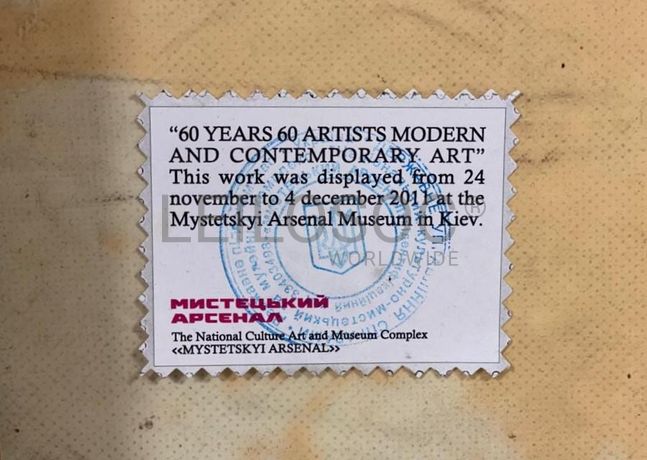 “60 YEARS 60 ARTISTS MODERN
AND CONTEMPORARY ART”
This work was displayed from 24
november to 4 december 2011 at the
Mystetskyi Arsenal Museum in Kiev.
WORLDWIDE
МИСТЕЦЬКИЙ
АРСЕНАЛ
The National Culture Art and Museum Complex
<<MYSTETSKYI ARSENAL>>